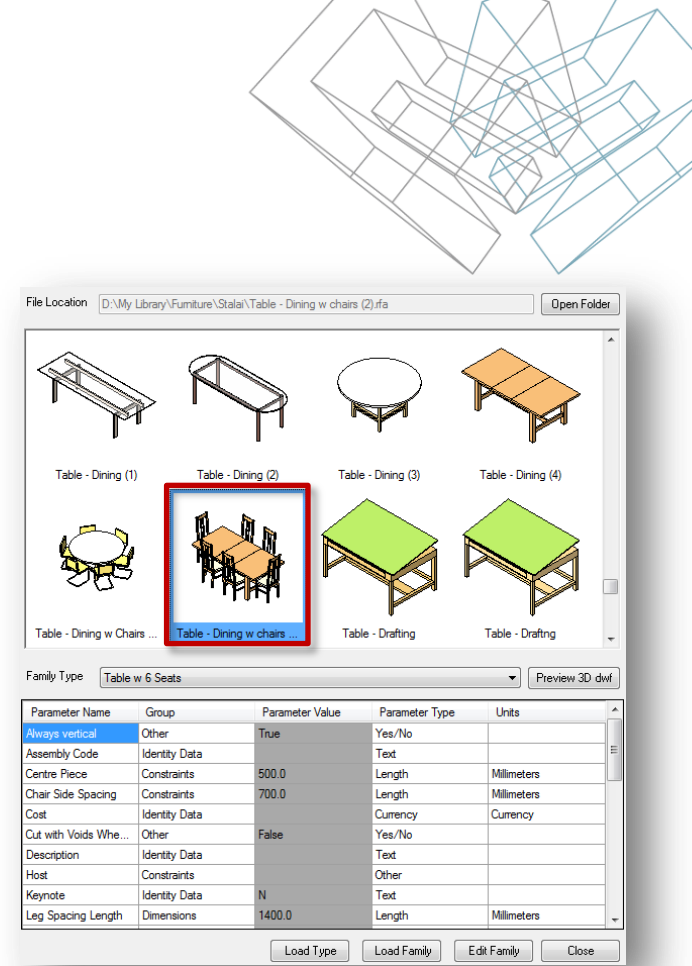 File Location D:\My Library\Furniture\Stalai\Table - Dining w chairs (2).rfa Open Folder
Table - Dining (1) Table - Dining (2) Table - Dining (3) Table - Dining (4)
Table - Dining w Chairs ... Table - Dining w chairs ... Table - Drafting Table - Draftng
Family Type Table w 6 Seats Preview 3D dwf
Parameter Name Group Parameter Value Parameter Type Units
Always vertical Other True Yes/No
Assembly Code Identity Data Text
Centre Piece Constraints 500.0 Length Millimeters
Chair Side Spacing Constraints 700.0 Length Millimeters
Cost Identity Data Currency Currency
Cut with Voids Whe... Other False Yes/No
Description Identity Data Text
Host Constraints Other
Keynote Identity Data N Text
Leg Spacing Length Dimensions 1400.0 Length Millimeters
Load Type Load Family Edit Family Close